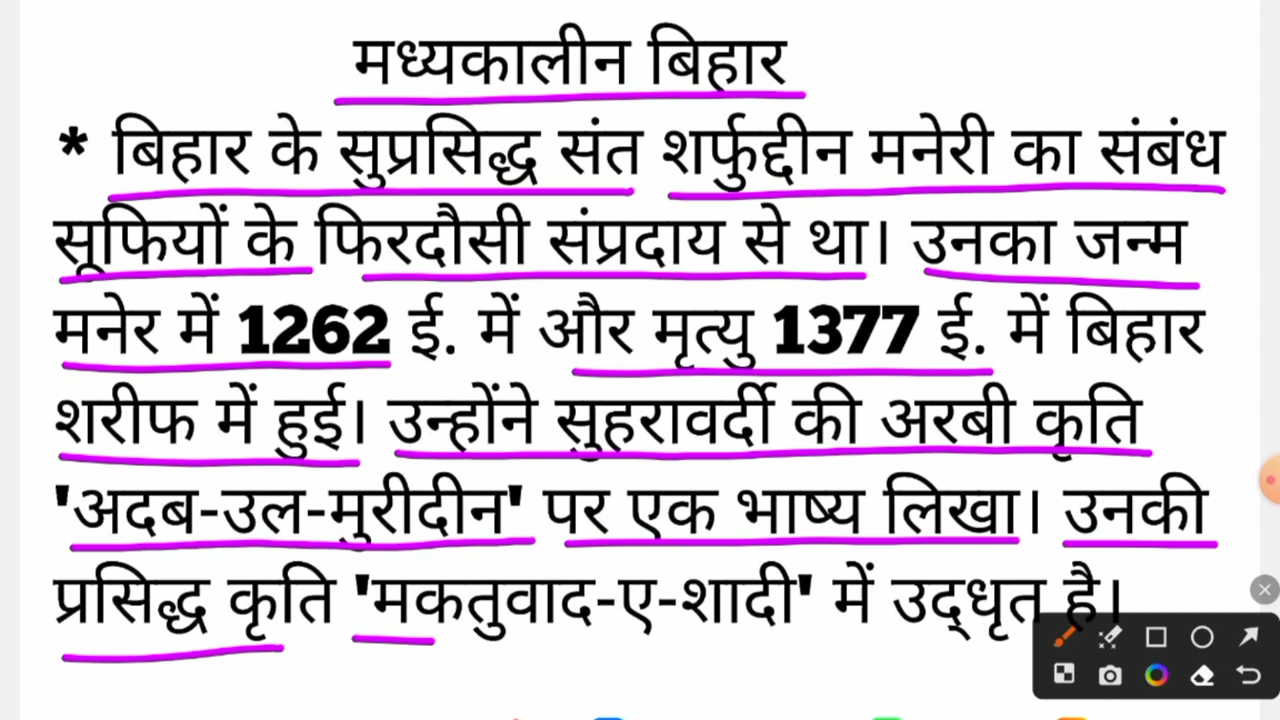 मध्यकालीन बिहार
* बिहार के सुप्रसिद्ध संत शर्फुद्दीन मनेरी का संबंध
सूफियों के फिरदौसी संप्रदाय से था। उनका जन्म
मनेर में 1262 ई. में और मृत्यु 1377 ई. में बिहार
शरीफ में हुई। उन्होंने सुहरावर्दी की अरबी कृति
'अदब-उल-मुरीदीन' पर एक भाष्य लिखा। उनकी
प्रसिद्ध कृति 'मकतुवाद-ए-शादी' में उद्धृत है।